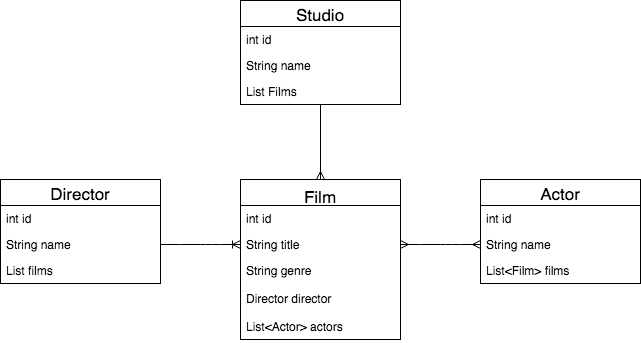 Studio
int id
String name
List Films
Director
int id
String name
List films
Film
int id
String title
String genre
Director director
List<Actor> actors
Actor
int id
String name
List<Film> films